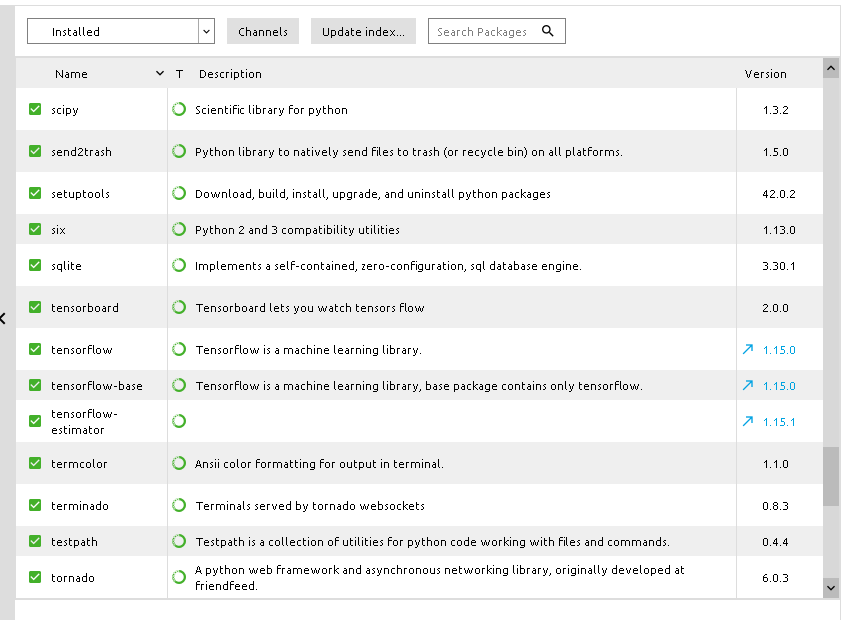 Installed
Channels
Update index...
Search Packages
Name T Description Version
scipy Scientific library for python 1.3.2
send2trash Python library to natively send files to trash (or recycle bin) on all platforms. 1.5.0
setuptools Download, build, install, upgrade, and uninstall python packages 42.0.2
six Python 2 and 3 compatibility utilities 1.13.0
sqlite Implements a self-contained, zero-configuration, sql database engine. 3.30.1
tensorboard Tensorboard lets you watch tensors flow 2.0.0
tensorflow Tensorflow is a machine learning library. 1.15.0
tensorflow-base Tensorflow is a machine learning library, base package contains only tensorflow. 1.15.0
tensorflow-
estimator 1.15.1
termcolor Ansii color formatting for output in terminal. 1.1.0
terminado Terminals served by tornado websockets 0.8.3
testpath Testpath is a collection of utilities for python code working with files and commands. 0.4.4
tornado A python web framework and asynchronous networking library, originally developed at
friendfeed. 6.0.3